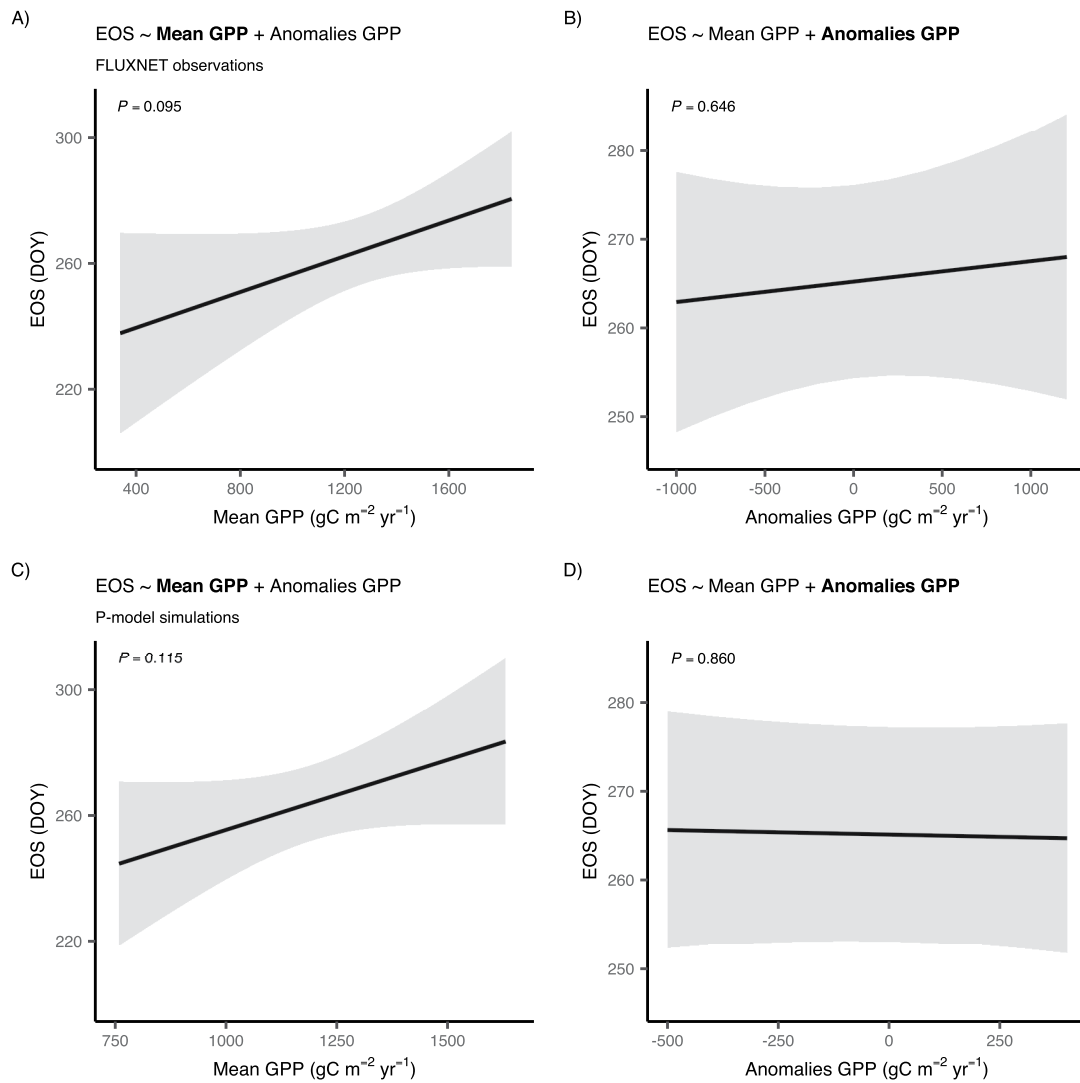 A)
EOS ~ Mean GPP + Anomalies GPP
FLUXNET observations
P = 0.095
300
260
220
EOS (DOY)
400 800 1200 1600
Mean GPP (gC m⁻² yr⁻¹)
B)
EOS ~ Mean GPP + Anomalies GPP
P = 0.646
280
270
260
250
EOS (DOY)
-1000 -500 0 500 1000
Anomalies GPP (gC m⁻² yr⁻¹)
C)
EOS ~ Mean GPP + Anomalies GPP
P-model simulations
P = 0.115
300
260
220
EOS (DOY)
750 1000 1250 1500
Mean GPP (gC m⁻² yr⁻¹)
D)
EOS ~ Mean GPP + Anomalies GPP
P = 0.860
280
270
260
250
EOS (DOY)
-500 -250 0 250
Anomalies GPP (gC m⁻² yr⁻¹)